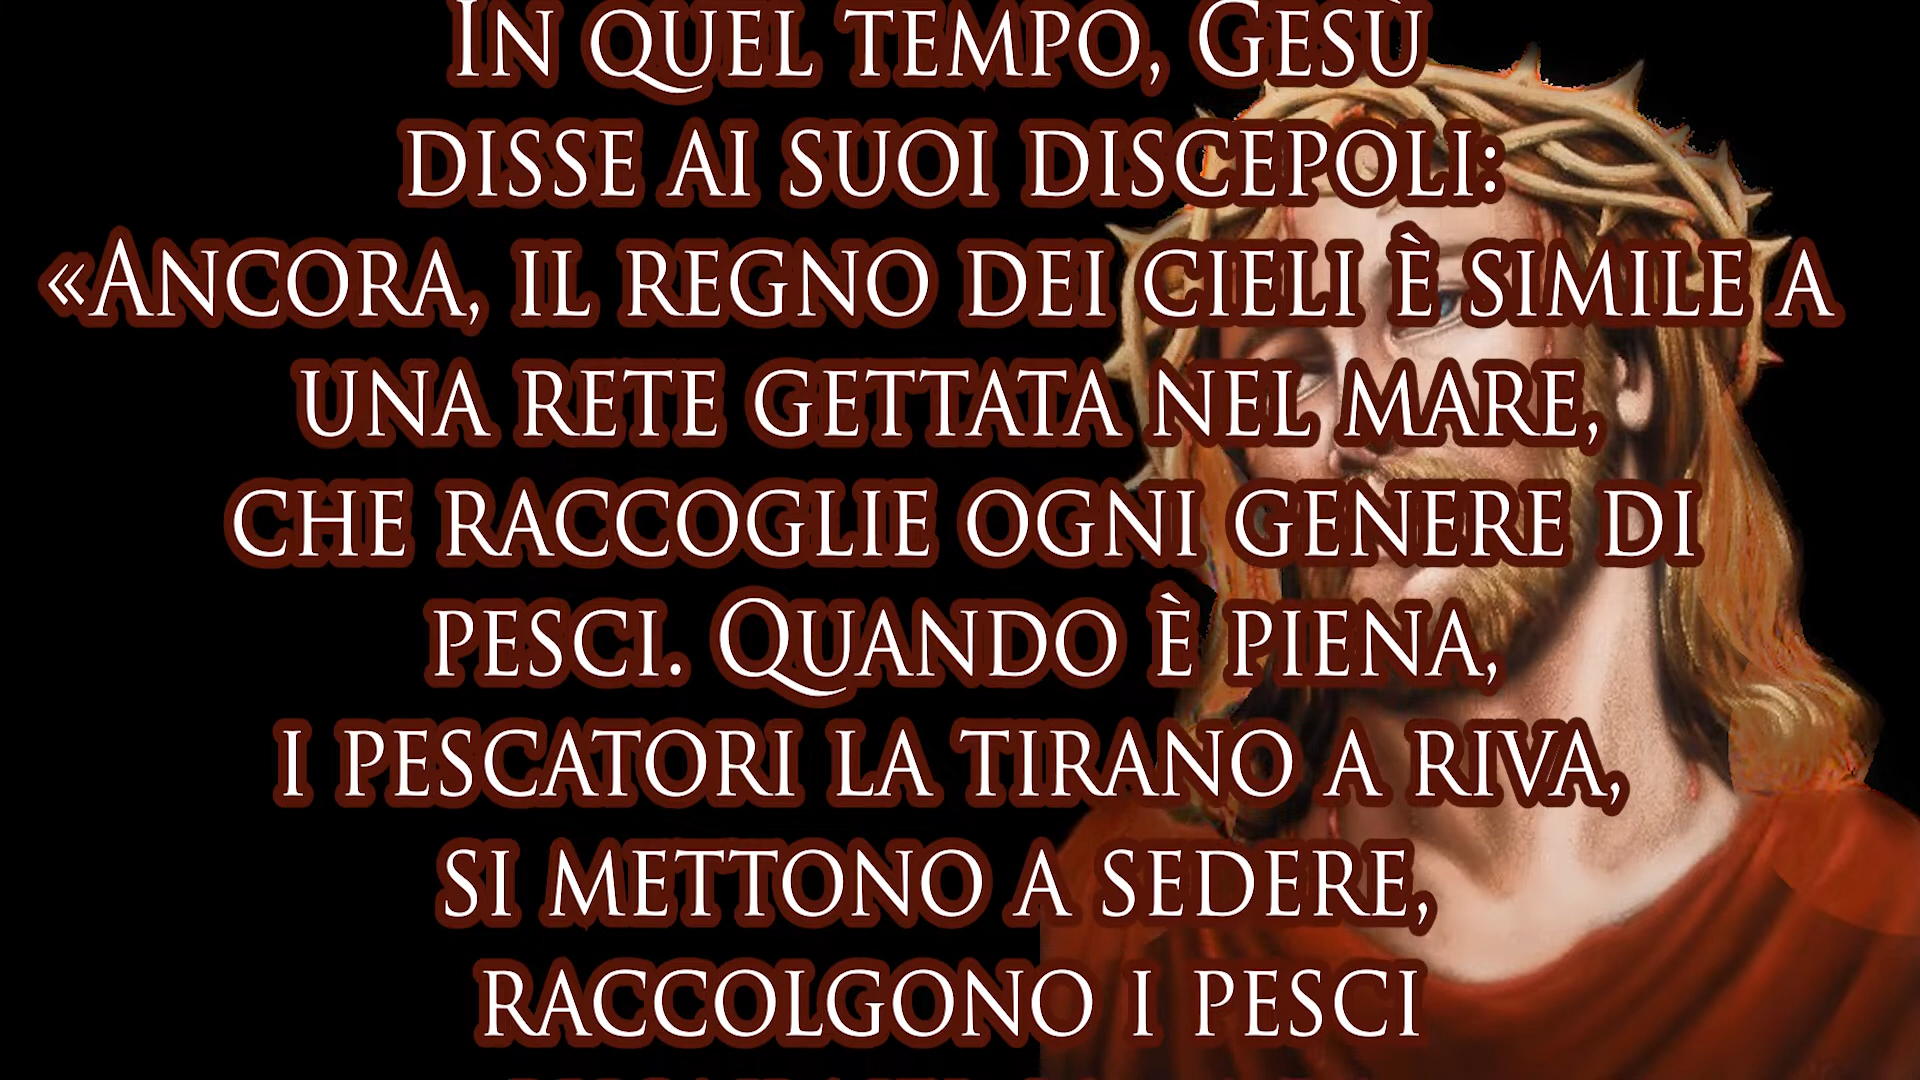 In quel tempo, Gesù
disse ai suoi discepoli:
«Ancora, il regno dei cieli è simile a
una rete gettata nel mare,
che raccoglie ogni genere di
pesci. Quando è piena,
i pescatori la tirano a riva,
si mettono a sedere,
raccolgono i pesci